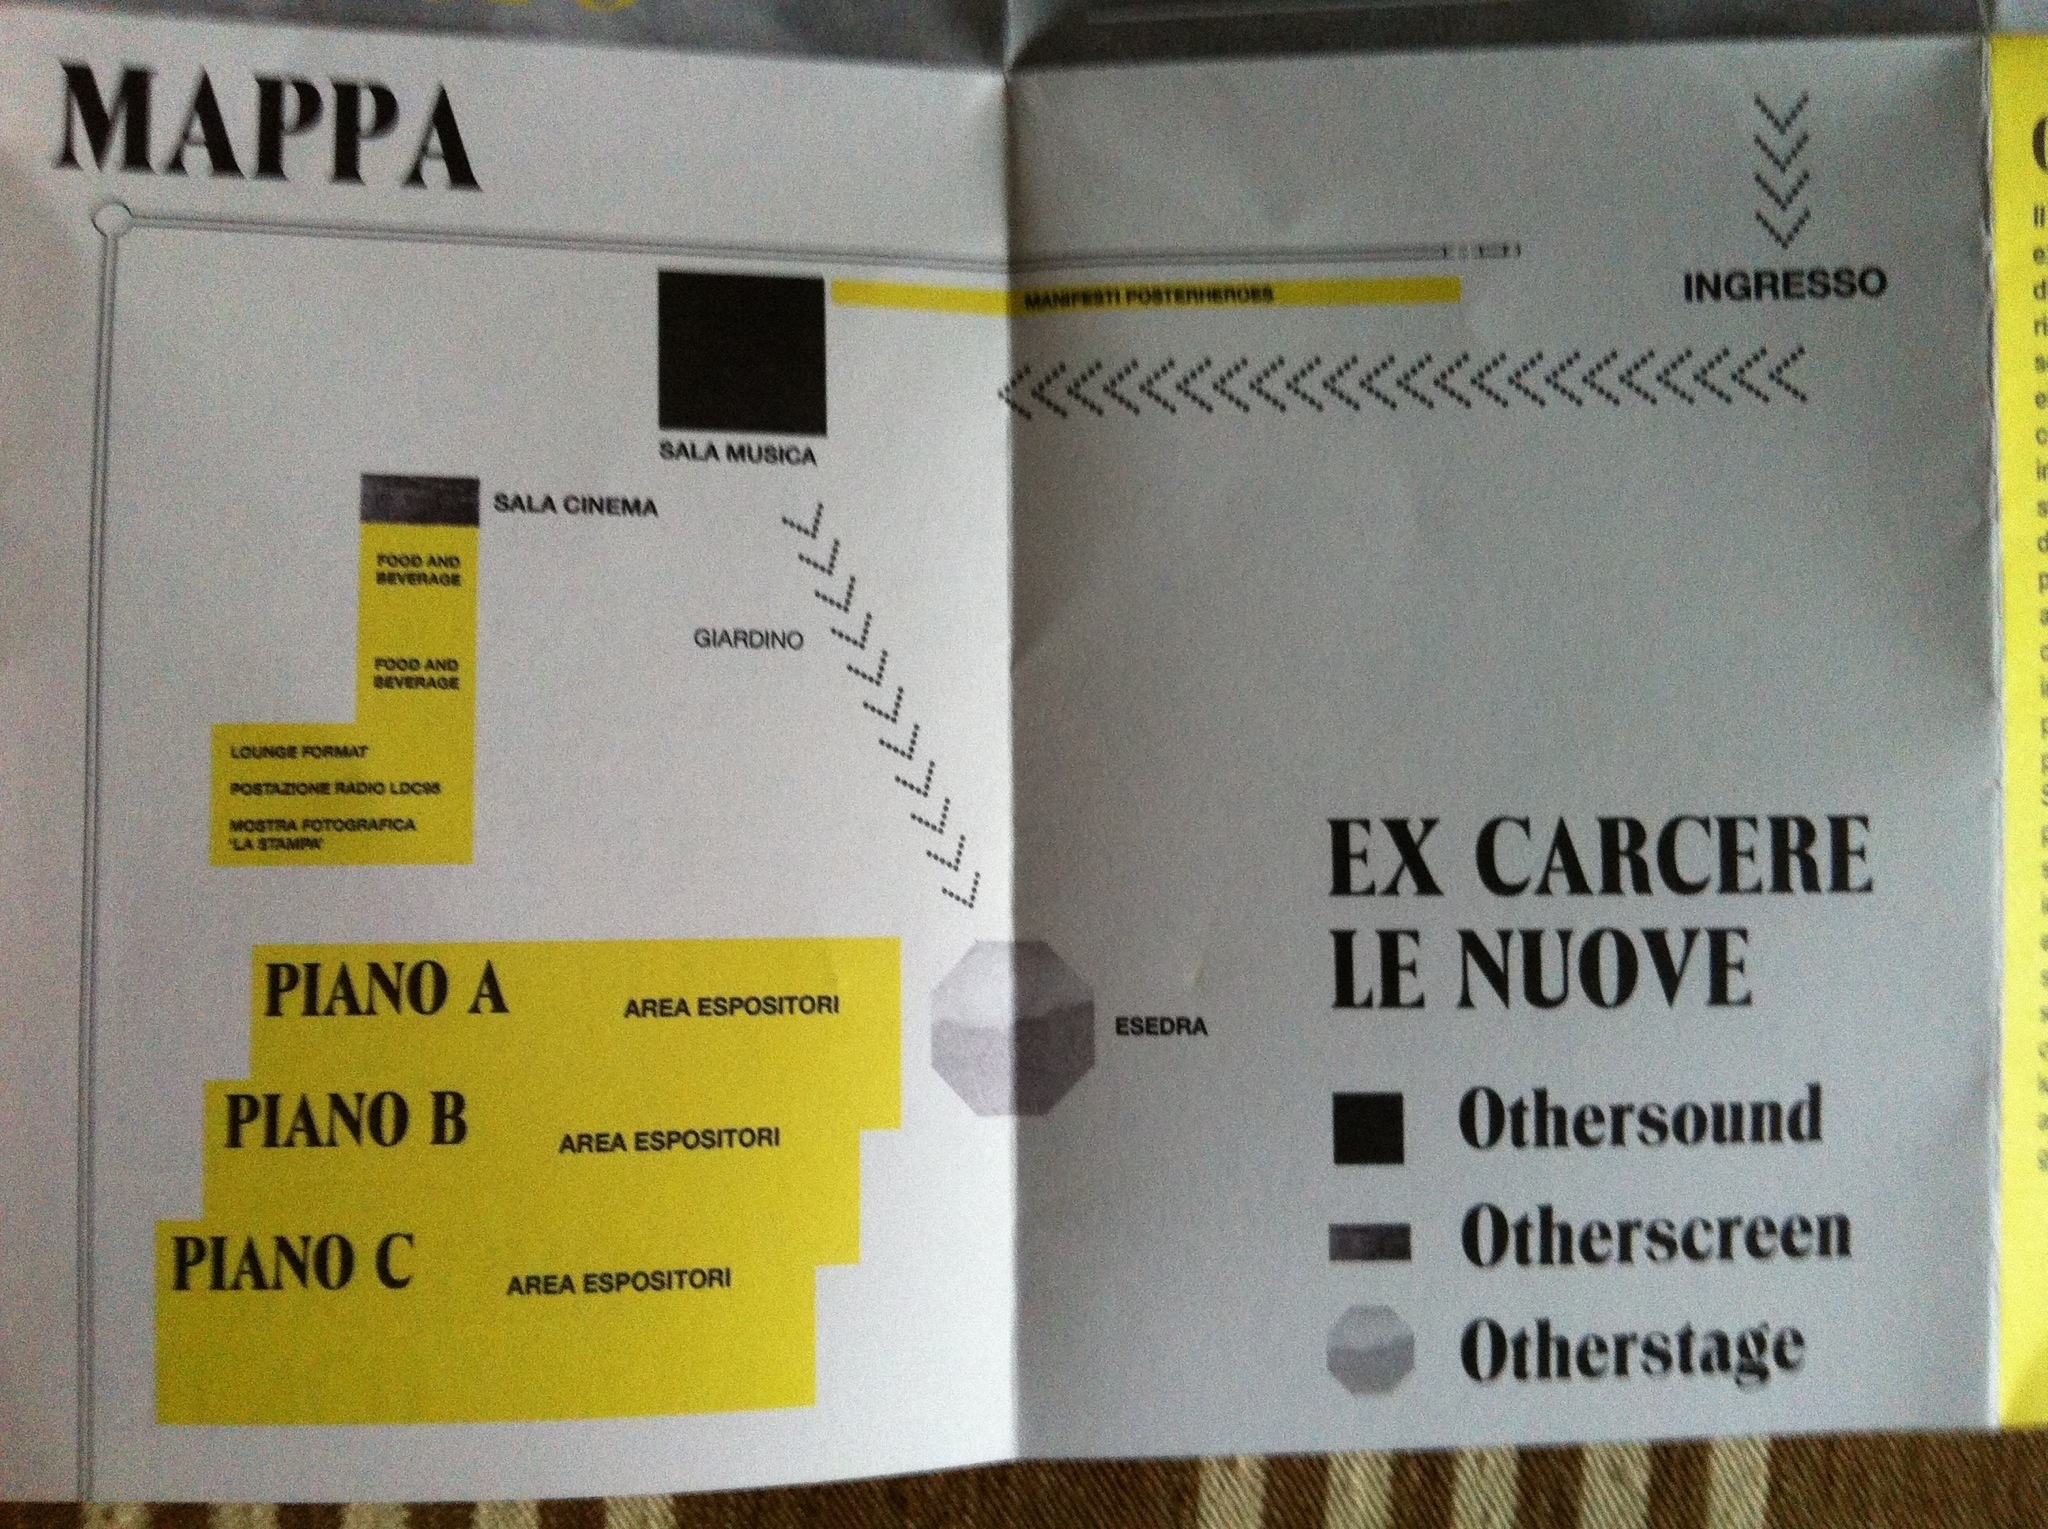 MAPPA
INGRESSO
MANIFESTI POSTERHEROES
SALA MUSICA
SALA CINEMA
FOOD AND
BEVERAGE
GIARDINO
FOOD AND
BEVERAGE
LOUNGE FORMAT
POSTAZIONE RADIO LDC95
MOSTRA FOTOGRAFICA
'LA STAMPA'
PIANO A
AREA ESPOSITORI
ESEDRA
PIANO B
AREA ESPOSITORI
PIANO C
AREA ESPOSITORI
EX CARCERE
LE NUOVE
Othersound
Otherscreen
Otherstage